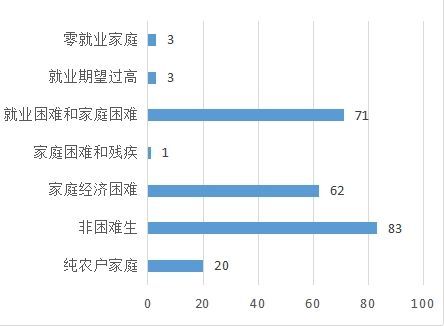 零就业家庭 3
就业期望过高 3
就业困难和家庭困难 71
家庭困难和残疾 1
家庭经济困难 62
非困难生 83
纯农户家庭 20
0 20 40 60 80 100